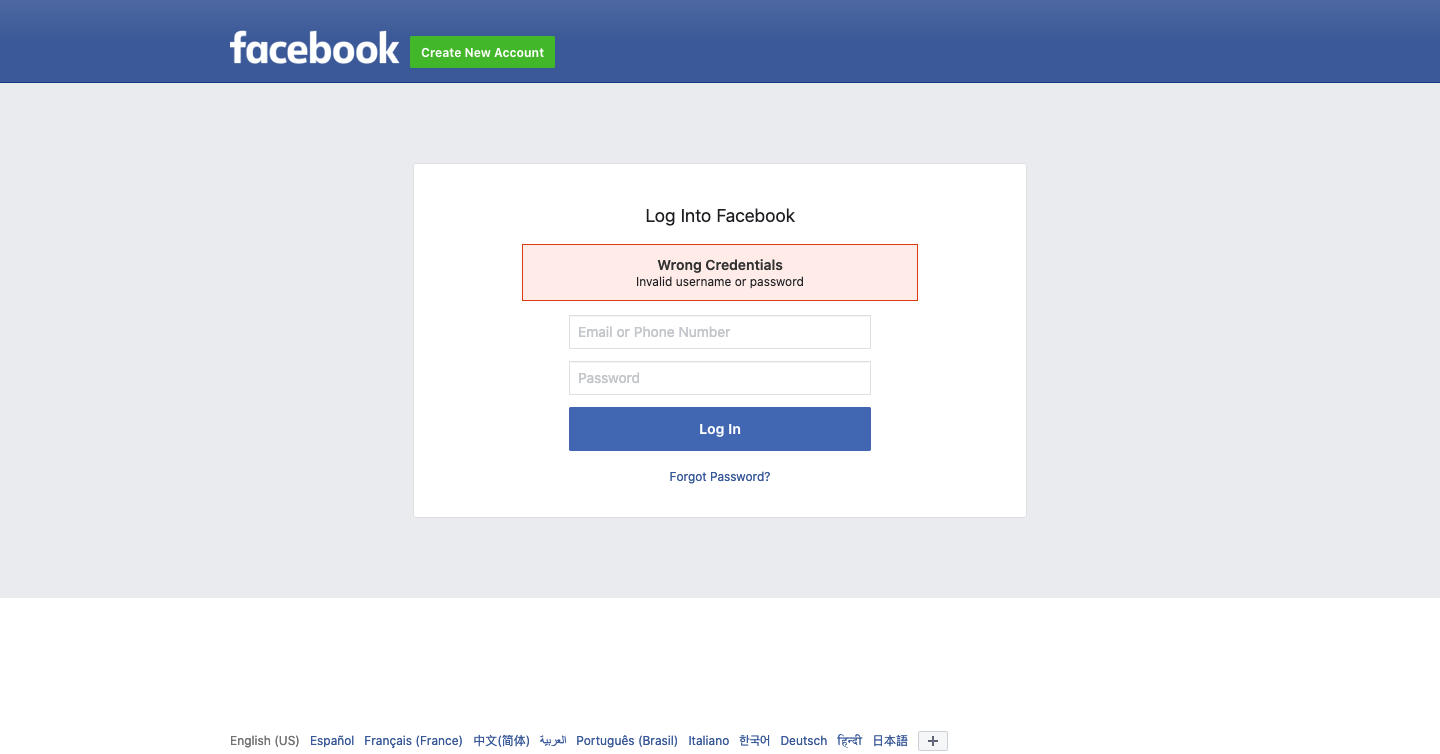 facebook
Create New Account
Log Into Facebook
Wrong Credentials
Invalid username or password
Email or Phone Number
Password
Log In
Forgot Password?
English (US) Español Français (France) 中文(简体) العربية Português (Brasil) Italiano 한국어 Deutsch हिन्दी 日本語 +